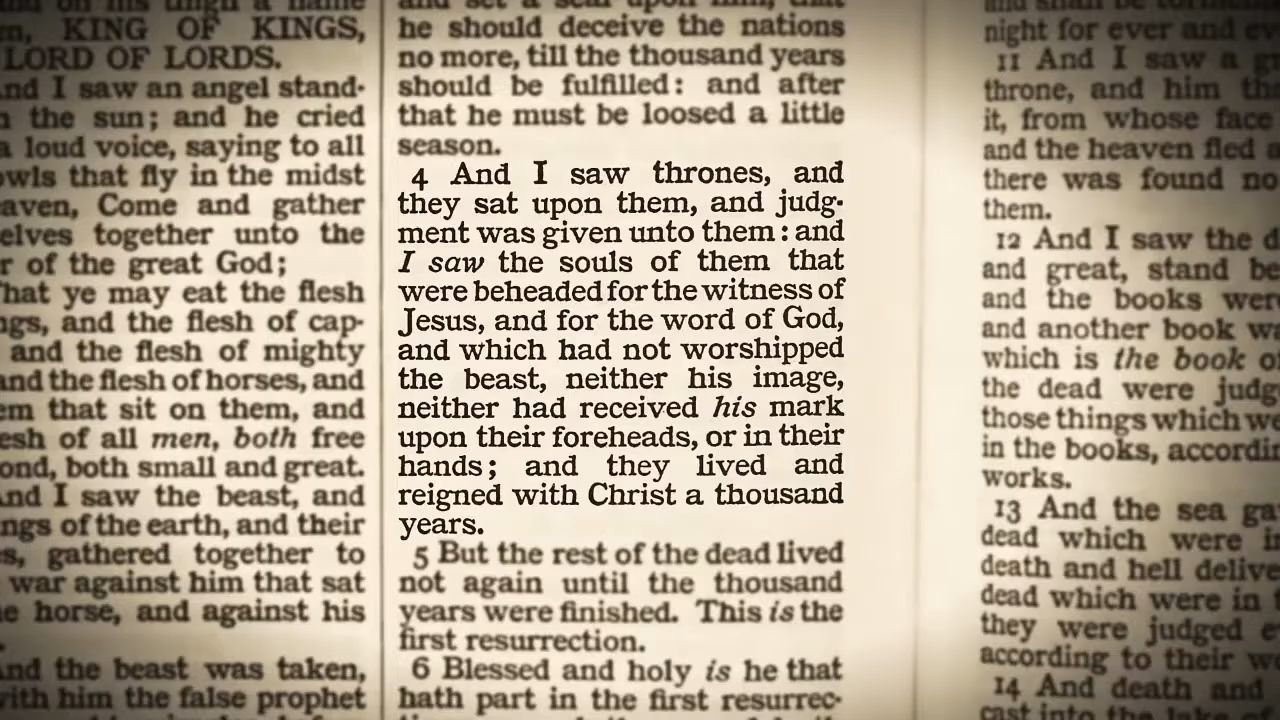 KING OF KINGS,
LORD OF LORDS.
I saw an angel stand-
the sun; and he cried
loud voice, saying to all
that fly in the midst
Come and gather
together unto the
of the great God;
that ye may eat the flesh
and the flesh of cap-
and the flesh of mighty
and the flesh of horses, and
that sit on them, and
of all men, both free
both small and great.
And I saw the beast, and
of the earth, and their
gathered together to
war against him that sat
horse, and against his
And the beast was taken,
with him the false prophet
he should deceive the nations
no more, till the thousand years
should be fulfilled: and after
that he must be loosed a little
season.
4 And I saw thrones, and
they sat upon them, and judg-
ment was given unto them: and
I saw the souls of them that
were beheaded for the witness of
Jesus, and for the word of God,
and which had not worshipped
the beast, neither his image,
neither had received his mark
upon their foreheads, or in their
hands; and they lived and
reigned with Christ a thousand
years.
5 But the rest of the dead lived
not again until the thousand
years were finished. This is the
first resurrection.
6 Blessed and holy is he that
hath part in the first resurrec-
night for ever and
11 And I saw a
throne, and him
it, from whose face
and the heaven fled
there was found no
them.
12 And I saw the
and great, stand
and the books
and another book
which is the book
the dead were
those things which
in the books,
works.
13 And the sea
dead which were
death and hell
dead which were in
they were judged
according to their
14 And death and
cast into the lake of